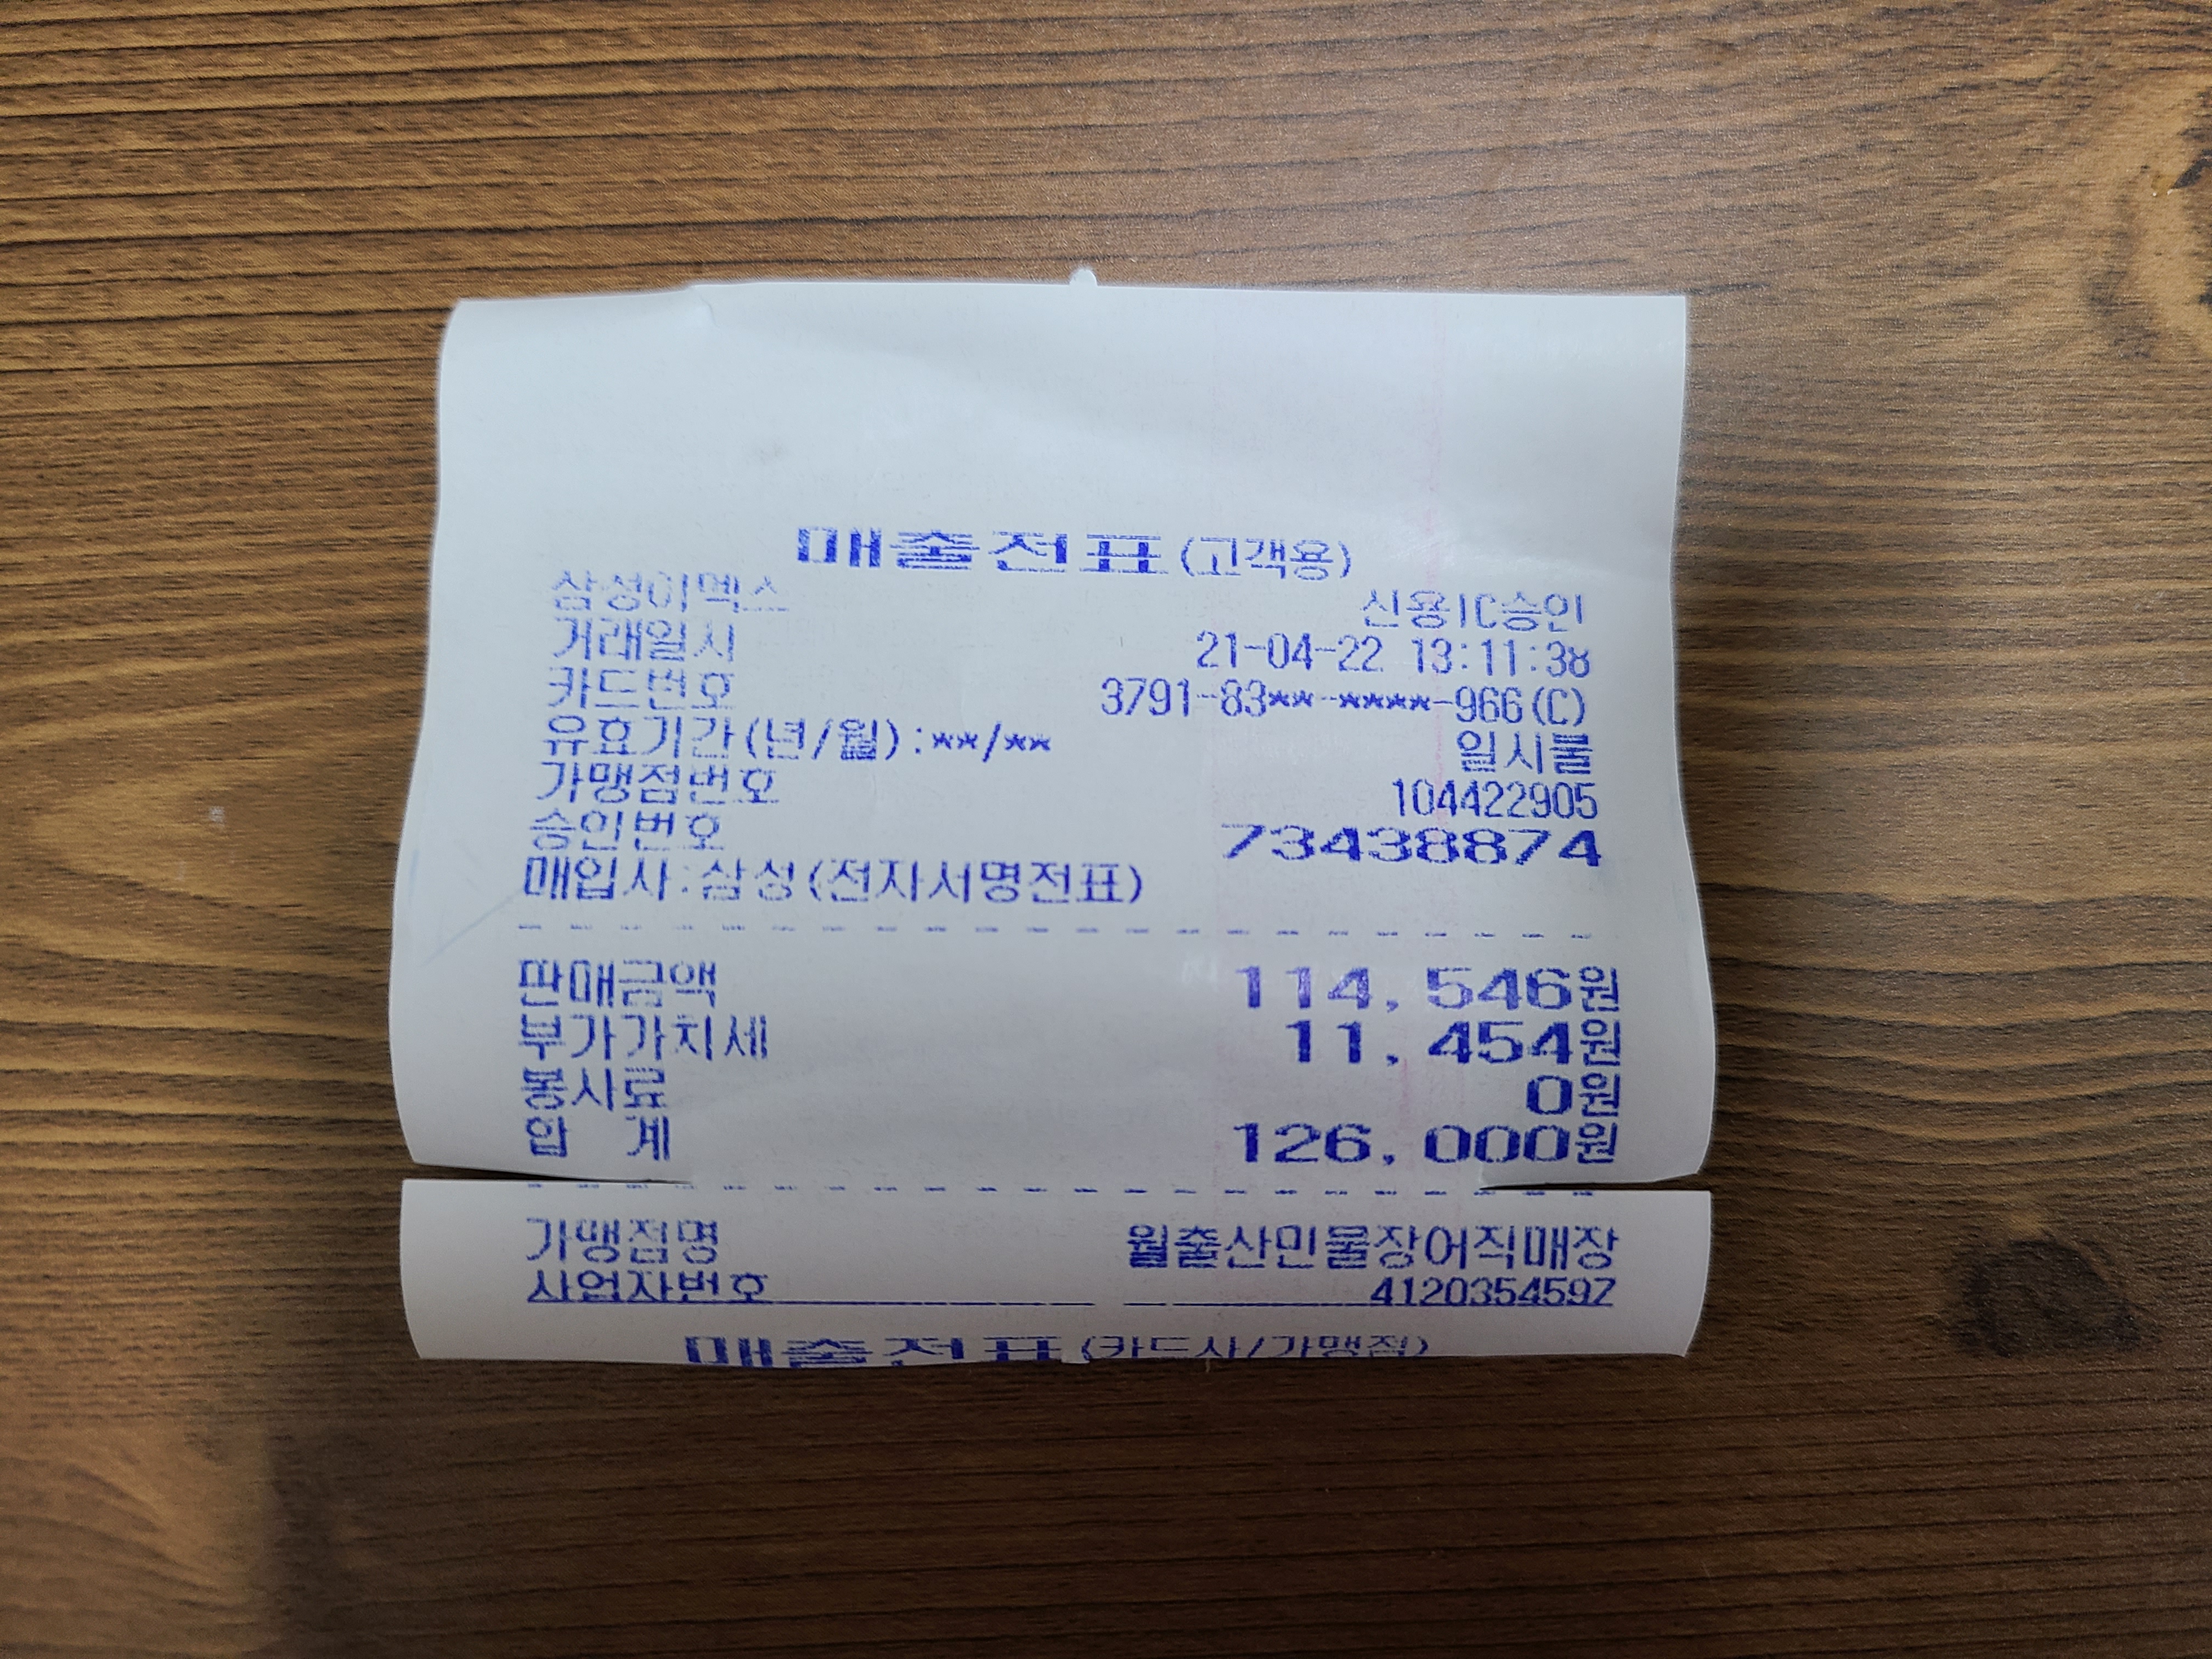 매출전표(고객용)
삼성아멕스 신용IC승인
거래일시 21-04-22 13:11:38
카드번호 3791-83**-****-966(C)
유효기간(년/월):**/** 일시불
가맹점번호 104422905
승인번호 73438874
매입사:삼성(전자서명전표)
판매금액 114,546원
부가가치세 11,454원
봉사료 0원
합 계 126,000원
가맹점명 월출산민물장어직매장
사업자번호 4120354597
매출전표(카드사/가맹점)